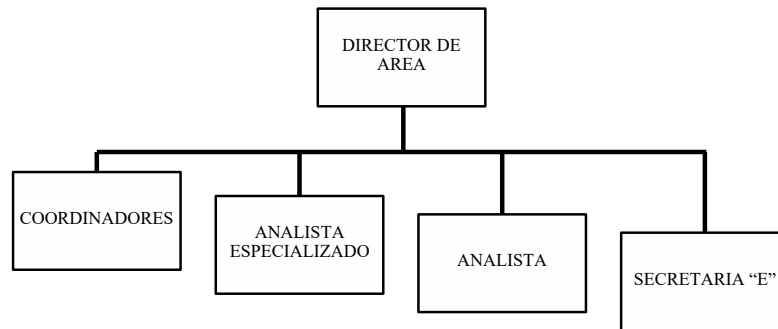 DIRECTOR DE
AREA
COORDINADORES
ANALISTA
ESPECIALIZADO
ANALISTA
SECRETARIA “E”